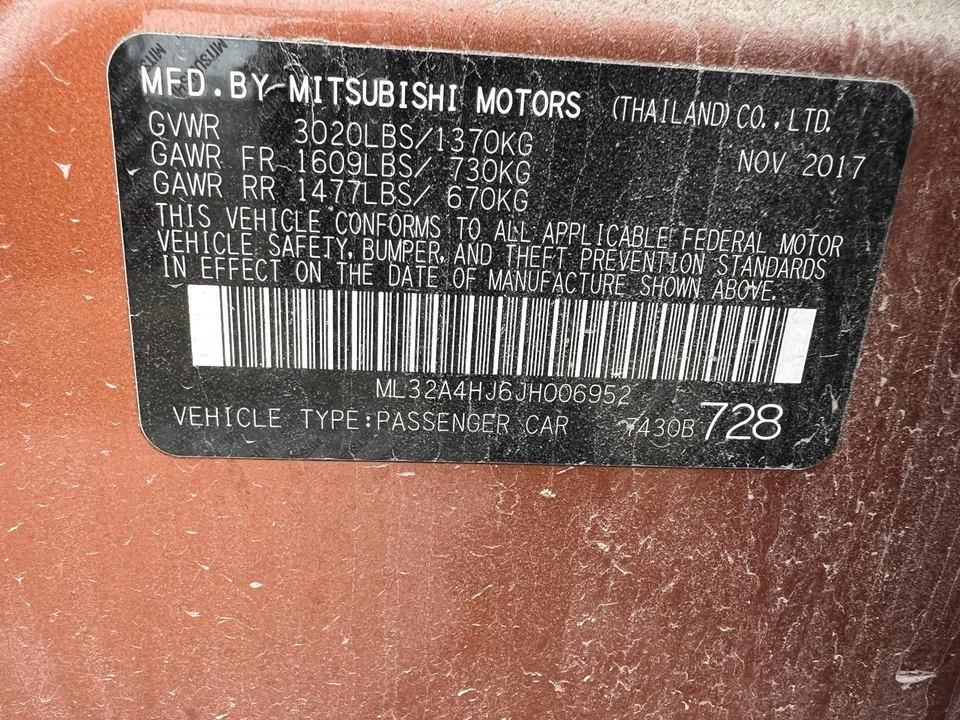 MITSUBISHI
MFD.BY MITSUBISHI MOTORS (THAILAND)CO.,LTD.
GVWR 3020LBS/1370KG NOV 2017
GAWR FR 1609LBS/ 730KG
GAWR RR 1477LBS/ 670KG
THIS VEHICLE CONFORMS TO ALL APPLICABLE FEDERAL MOTOR
VEHICLE SAFETY, BUMPER, AND THEFT PREVENTION STANDARDS
IN EFFECT ON THE DATE OF MANUFACTURE SHOWN ABOVE.
ML32A4HJ6JH006952
VEHICLE TYPE:PASSENGER CAR 7430B 728